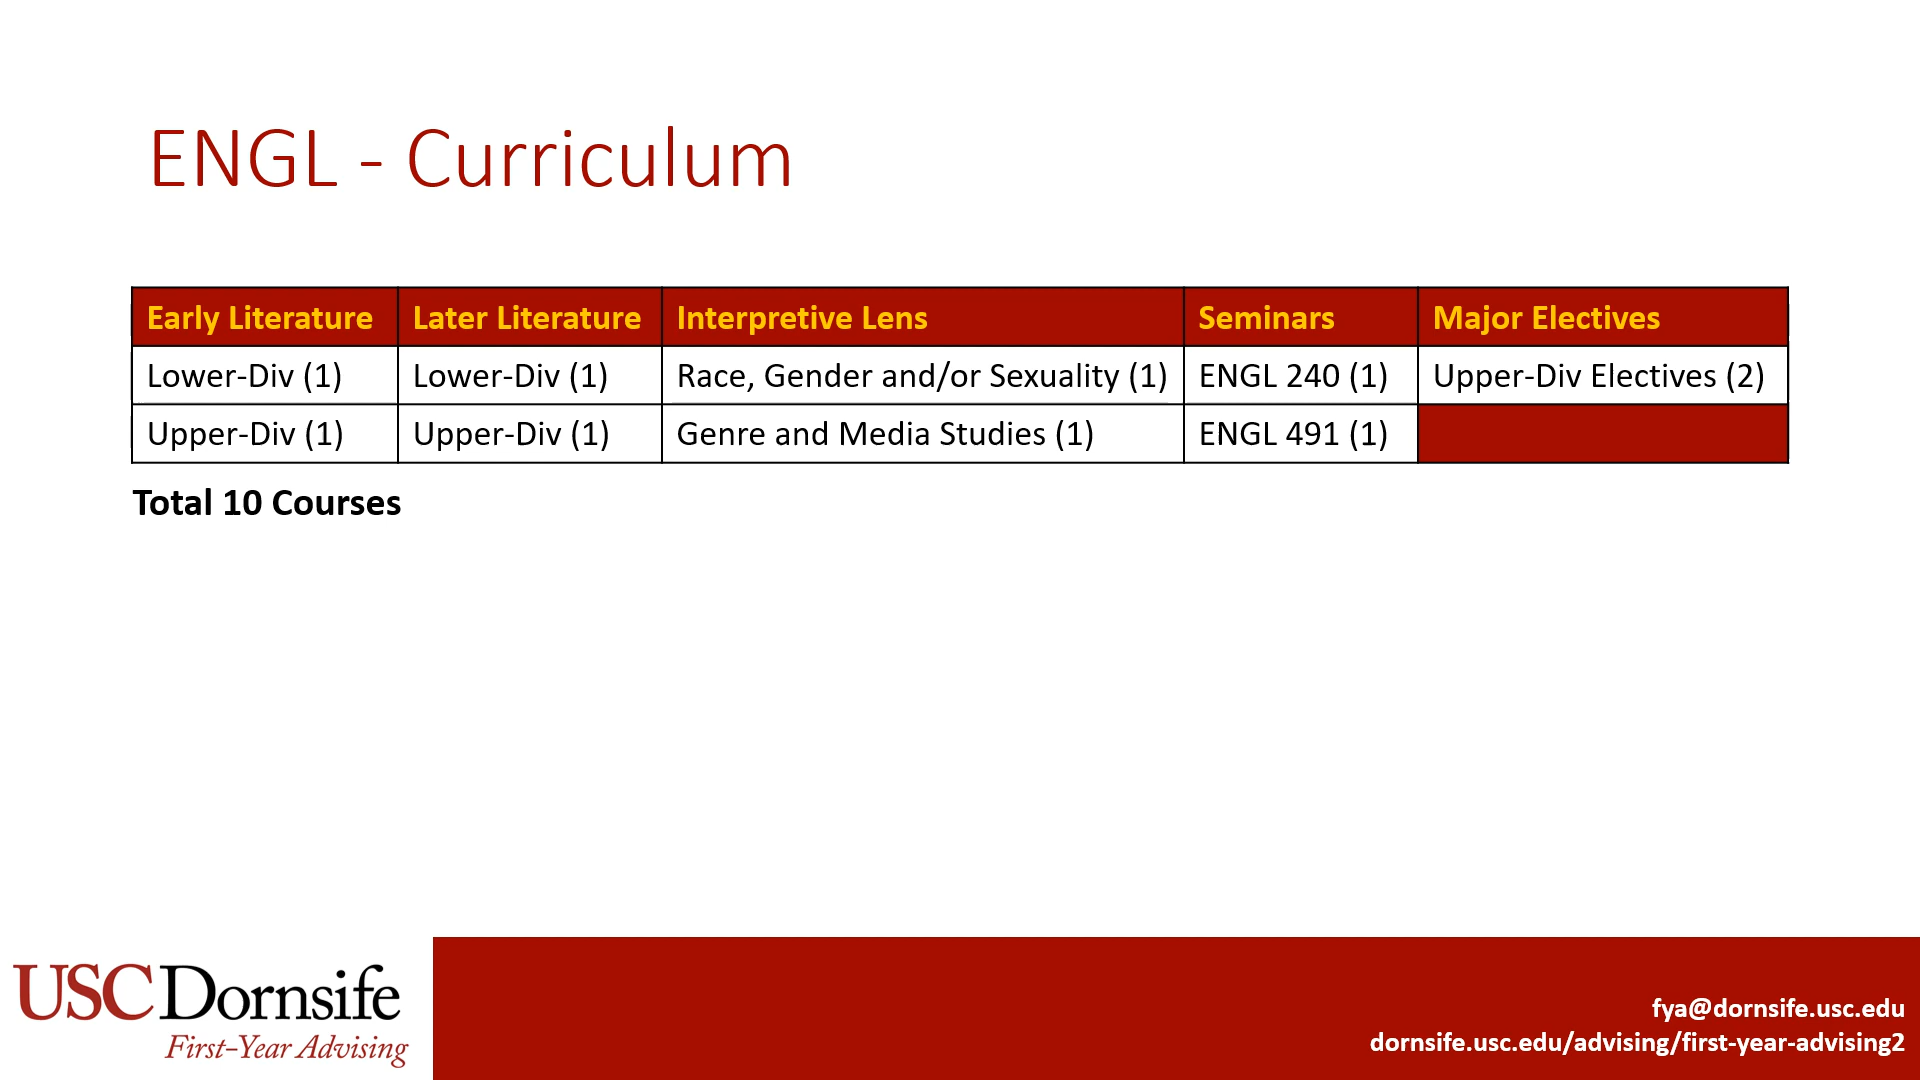 ENGL - Curriculum
Early Literature Later Literature Interpretive Lens Seminars Major Electives
Lower-Div (1) Lower-Div (1) Race, Gender and/or Sexuality (1) ENGL 240 (1) Upper-Div Electives (2)
Upper-Div (1) Upper-Div (1) Genre and Media Studies (1) ENGL 491 (1)
Total 10 Courses
USC Dornsife
First-Year Advising
fya@dornsife.usc.edu
dornsife.usc.edu/advising/first-year-advising2